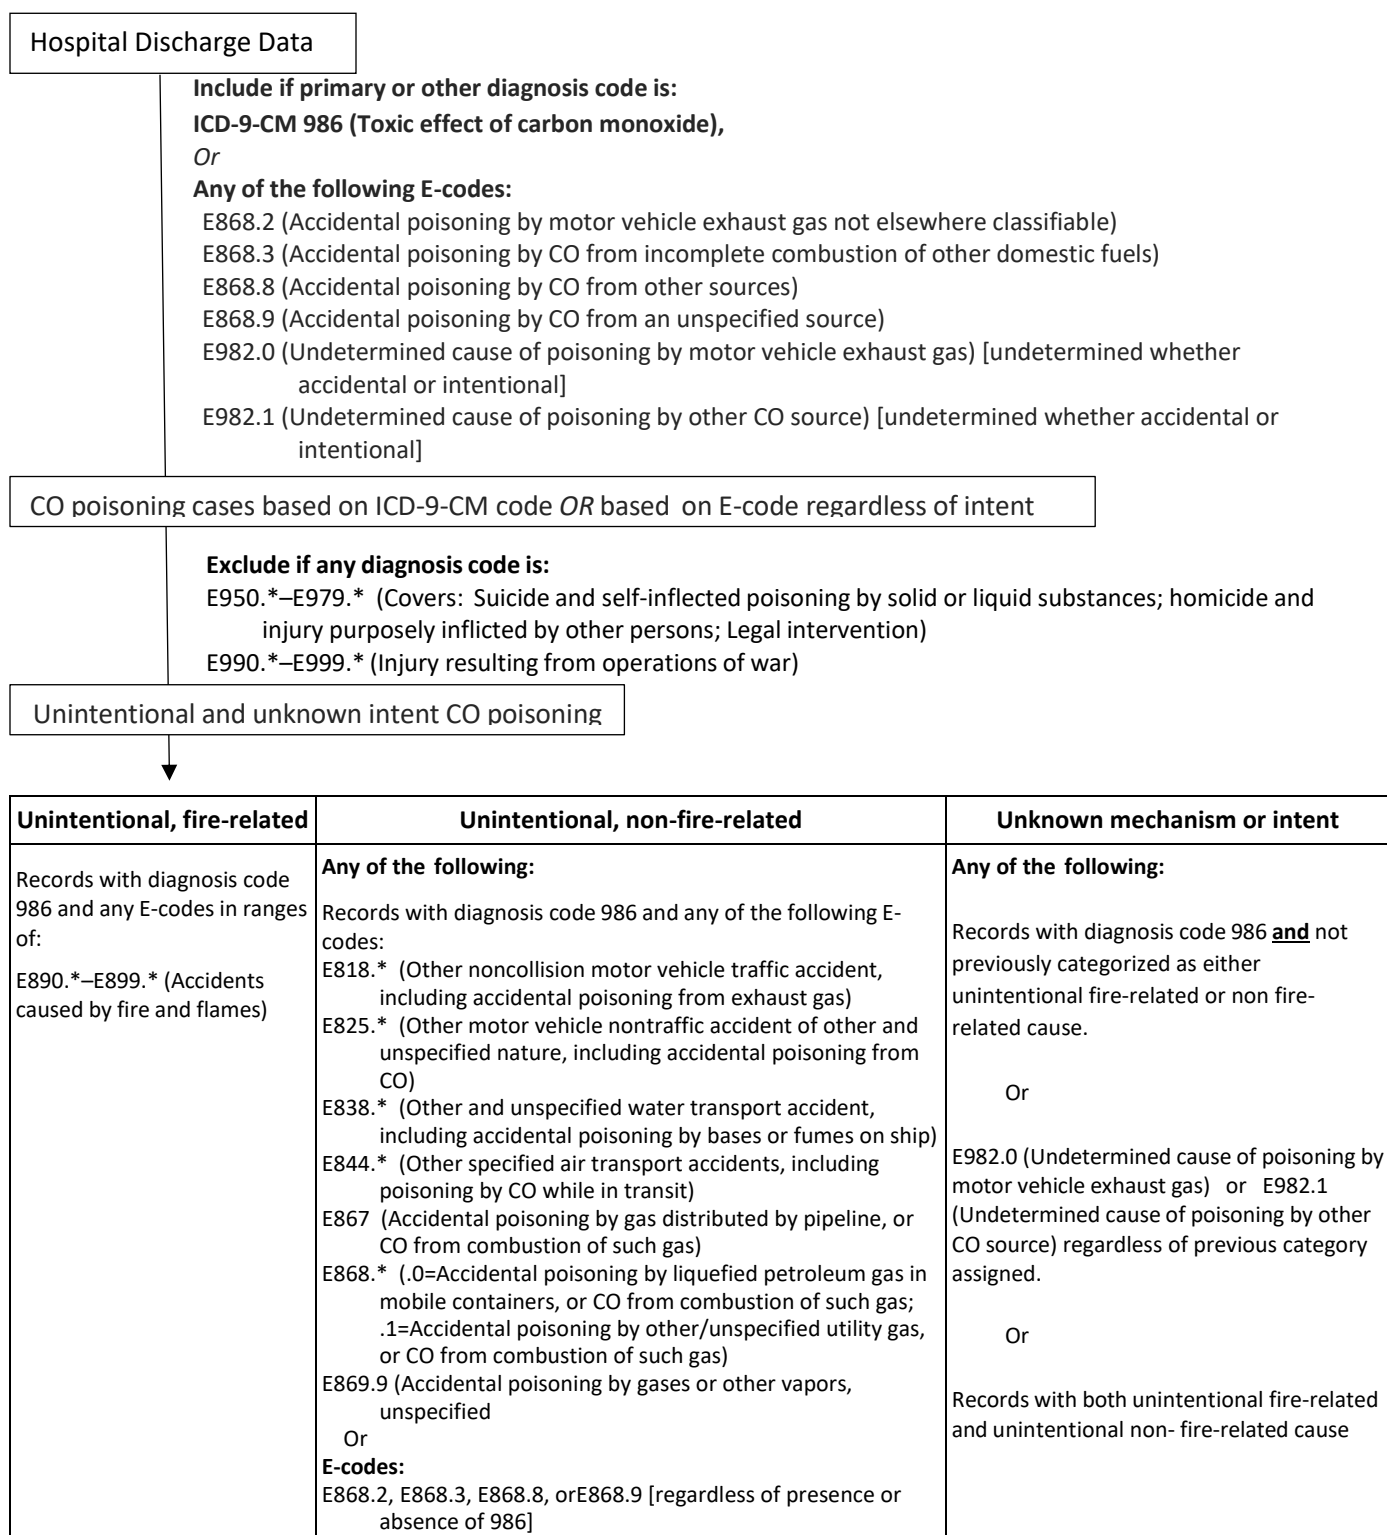 Hospital Discharge Data
Include if primary or other diagnosis code is:
ICD-9-CM 986 (Toxic effect of carbon monoxide),
Or
Any of the following E-codes:
E868.2 (Accidental poisoning by motor vehicle exhaust gas not elsewhere classifiable)
E868.3 (Accidental poisoning by CO from incomplete combustion of other domestic fuels)
E868.8 (Accidental poisoning by CO from other sources)
E868.9 (Accidental poisoning by CO from an unspecified source)
E982.0 (Undetermined cause of poisoning by motor vehicle exhaust gas) [undetermined whether
accidental or intentional]
E982.1 (Undetermined cause of poisoning by other CO source) [undetermined whether accidental or
intentional]
CO poisoning cases based on ICD-9-CM code OR based on E-code regardless of intent
Exclude if any diagnosis code is:
E950.*–E979.* (Covers: Suicide and self-inflected poisoning by solid or liquid substances; homicide and
injury purposely inflicted by other persons; Legal intervention)
E990.*–E999.* (Injury resulting from operations of war)
Unintentional and unknown intent CO poisoning
Unintentional, fire-related
Records with diagnosis code
986 and any E-codes in ranges
of:
E890.*–E899.* (Accidents
caused by fire and flames)
Unintentional, non-fire-related
Any of the following:
Records with diagnosis code 986 and any of the following E-
codes:
E818.* (Other noncollision motor vehicle traffic accident,
including accidental poisoning from exhaust gas)
E825.* (Other motor vehicle nontraffic accident of other and
unspecified nature, including accidental poisoning from
CO)
E838.* (Other and unspecified water transport accident,
including accidental poisoning by bases or fumes on ship)
E844.* (Other specified air transport accidents, including
poisoning by CO while in transit)
E867 (Accidental poisoning by gas distributed by pipeline, or
CO from combustion of such gas)
E868.* (.0=Accidental poisoning by liquefied petroleum gas in
mobile containers, or CO from combustion of such gas;
.1=Accidental poisoning by other/unspecified utility gas,
or CO from combustion of such gas)
E869.9 (Accidental poisoning by gases or other vapors,
unspecified
Or
E-codes:
E868.2, E868.3, E868.8, orE868.9 [regardless of presence or
absence of 986]
Unknown mechanism or intent
Any of the following:
Records with diagnosis code 986 and not
previously categorized as either
unintentional fire-related or non fire-
related cause.
Or
E982.0 (Undetermined cause of poisoning by
motor vehicle exhaust gas) or E982.1
(Undetermined cause of poisoning by other
CO source) regardless of previous category
assigned.
Or
Records with both unintentional fire-related
and unintentional non- fire-related cause